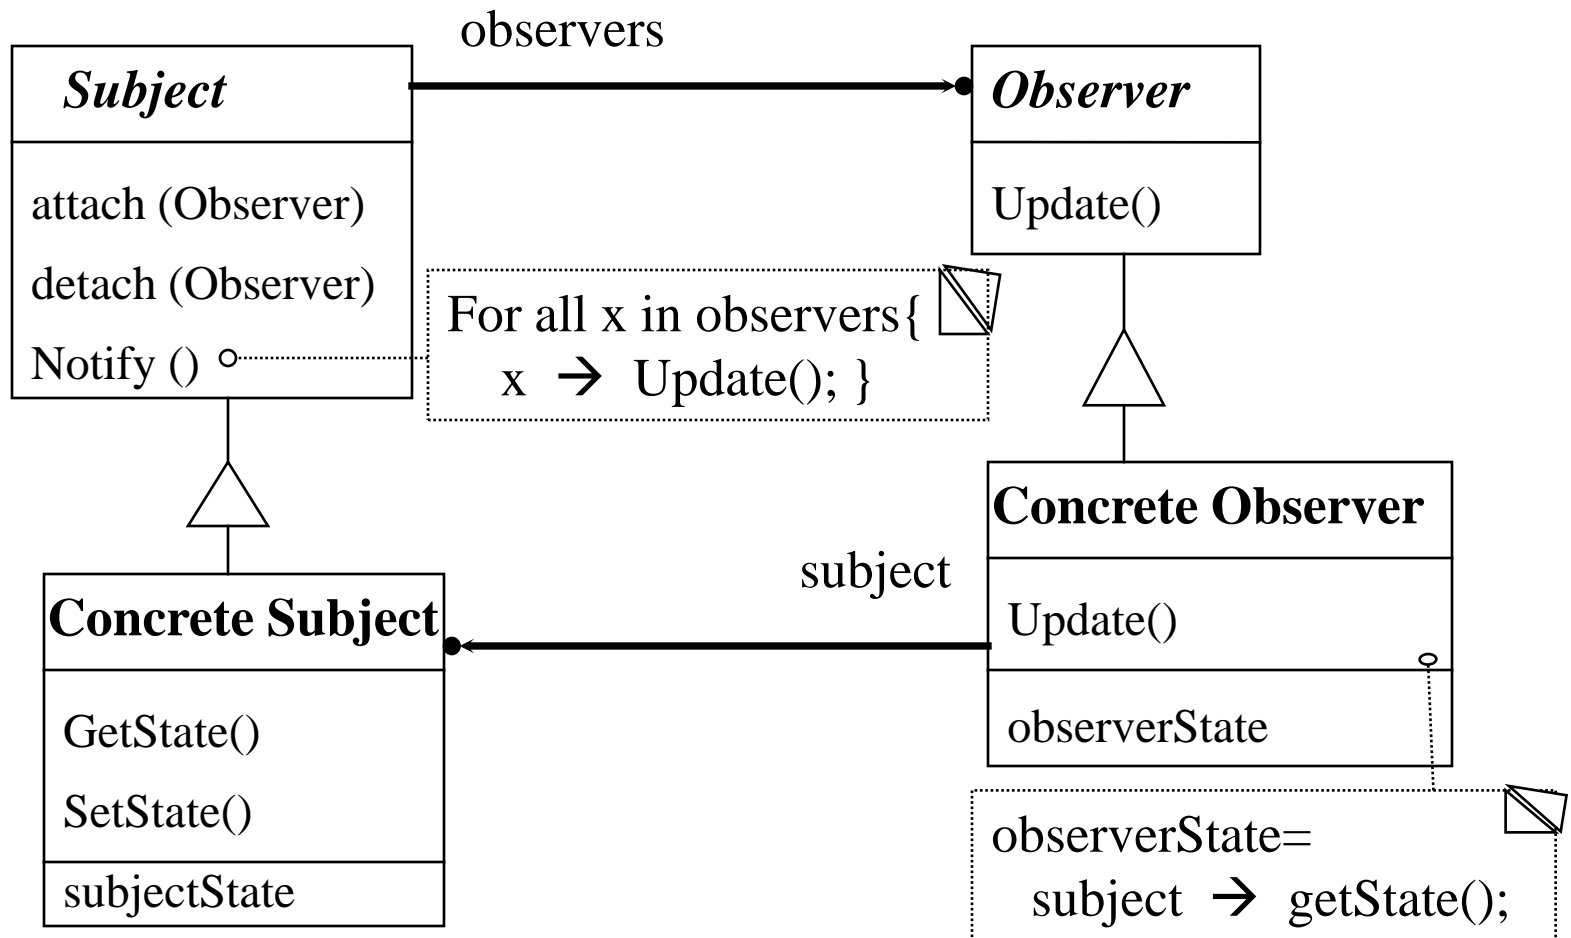 observers
Subject
attach (Observer)
detach (Observer)
Notify ()
Observer
Update()
For all x in observers{
x → Update(); }
Concrete Subject
GetState()
SetState()
subjectState
subject
Concrete Observer
Update()
observerState
observerState=
subject → getState();